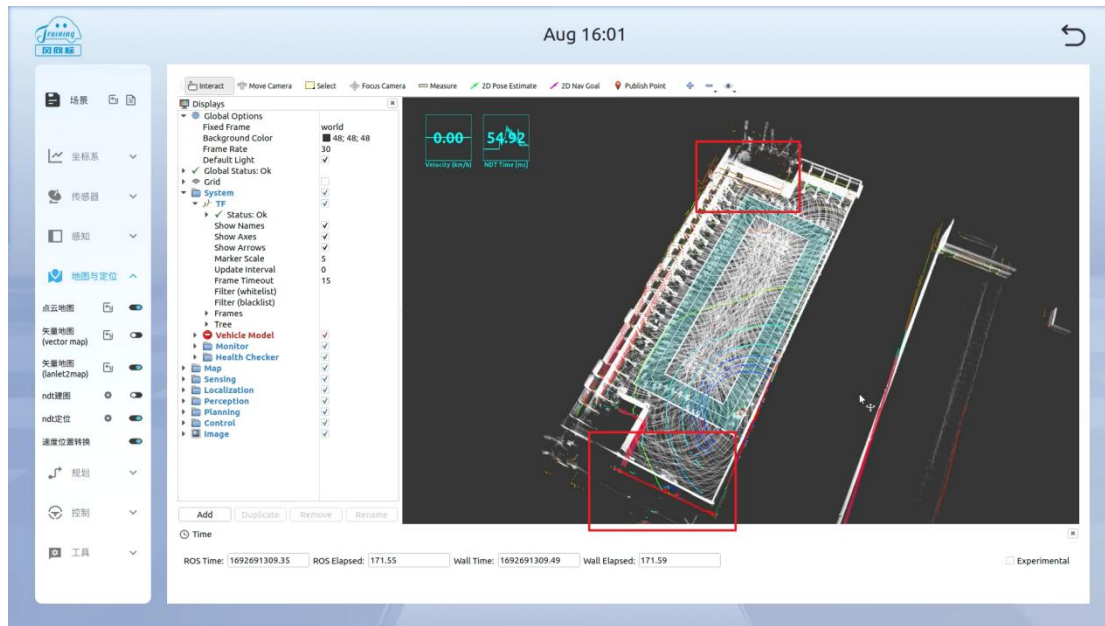 Training
风向标
Aug 16:01
场景
坐标系
传感器
感知
地图与定位
点云地图
矢量地图
(vector map)
矢量地图
(lanlet2map)
ndt建图
ndt定位
速度位置转换
规划
控制
工具
Interact Move Camera Select Focus Camera Measure 2D Pose Estimate 2D Nav Goal Publish Point
Displays
Global Options
Fixed Frame world
Background Color 48; 48; 48
Frame Rate 30
Default Light ✓
Global Status: Ok
Grid
System
TF
Status: Ok
Show Names
Show Axes
Show Arrows
Marker Scale 5
Update Interval 0
Frame Timeout 15
Filter (whitelist)
Filter (blacklist)
Frames
Tree
Vehicle Model
Monitor
Health Checker
Map
Sensing
Localization
Perception
Planning
Control
Image
Add Duplicate Remove Rename
0.00 54.92
Velocity (km/h) NDT Time (ms)
Time
ROS Time: 1692691309.35 ROS Elapsed: 171.55 Wall Time: 1692691309.49 Wall Elapsed: 171.59 Experimental